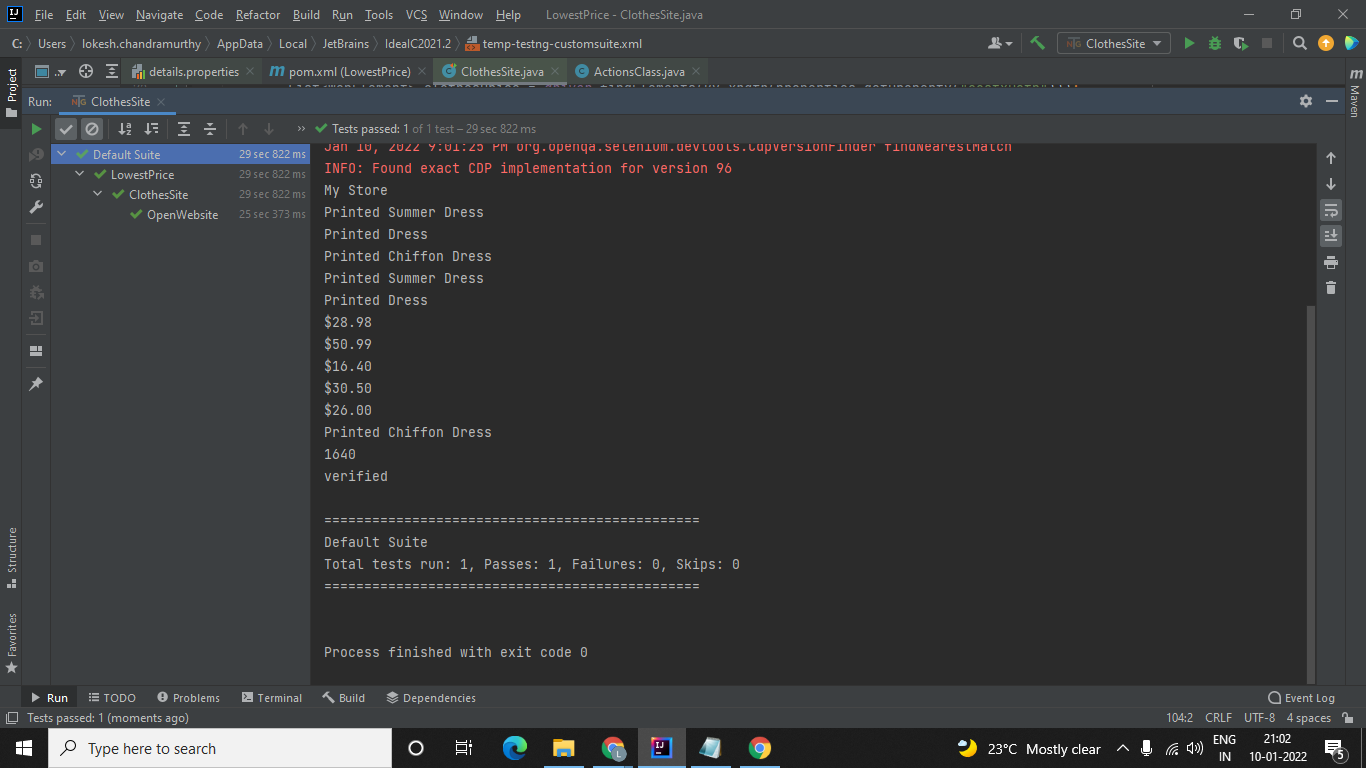 File Edit View Navigate Code Refactor Build Run Tools VCS Window Help LowestPrice - ClothesSite.java
C: Users lokesh.chandramurthy AppData Local JetBrains IdeaIC2021.2 temp-testng-customsuite.xml ClothesSite
Project
details.properties pom.xml (LowestPrice) ClothesSite.java ActionsClass.java
Maven
Run: ClothesSite
Tests passed: 1 of 1 test – 29 sec 822 ms
Default Suite 29 sec 822 ms
LowestPrice 29 sec 822 ms
ClothesSite 29 sec 822 ms
OpenWebsite 25 sec 373 ms
Jan 10, 2022 9:01:25 PM org.openqa.selenium.devtools.CdpVersionFinder findNearestMatch
INFO: Found exact CDP implementation for version 96
My Store
Printed Summer Dress
Printed Dress
Printed Chiffon Dress
Printed Summer Dress
Printed Dress
$28.98
$50.99
$16.40
$30.50
$26.00
Printed Chiffon Dress
1640
verified
===============================================
Default Suite
Total tests run: 1, Passes: 1, Failures: 0, Skips: 0
===============================================
Process finished with exit code 0
Structure
Favorites
Run TODO Problems Terminal Build Dependencies Event Log
Tests passed: 1 (moments ago) 104:2 CRLF UTF-8 4 spaces
Type here to search
23°C Mostly clear
ENG
IN
21:02
10-01-2022
5